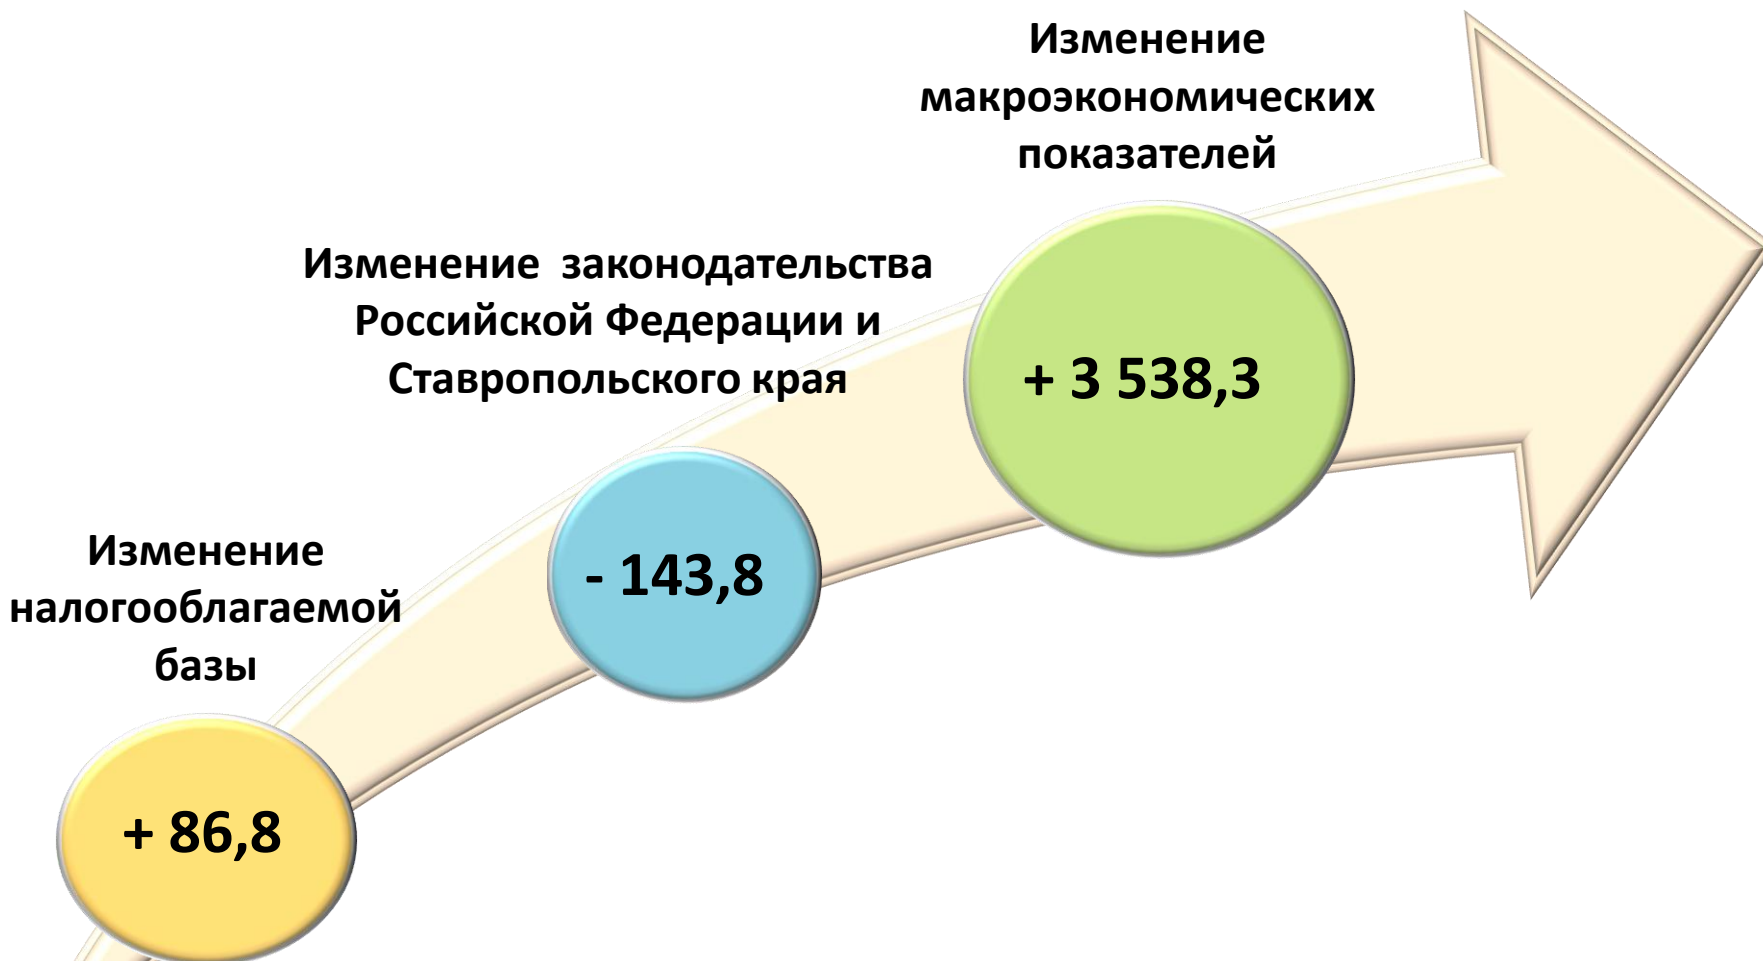 Изменение
макроэкономических
показателей
+ 3 538,3
Изменение законодательства
Российской Федерации и
Ставропольского края
- 143,8
Изменение
налогооблагаемой
базы
+ 86,8